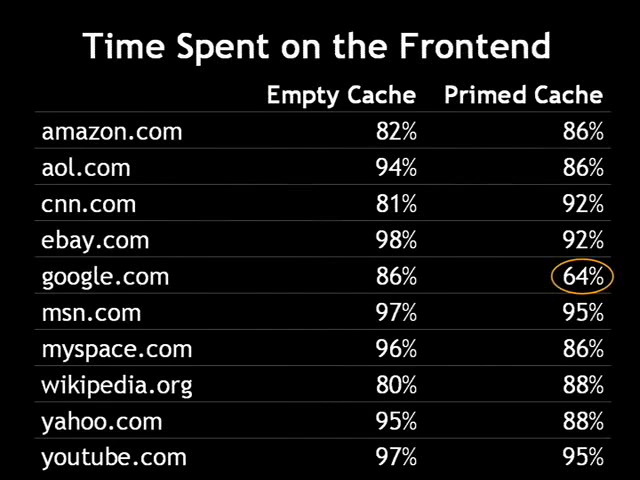 Time Spent on the Frontend
Empty Cache Primed Cache
amazon.com 82% 86%
aol.com 94% 86%
cnn.com 81% 92%
ebay.com 98% 92%
google.com 86% 64%
msn.com 97% 95%
myspace.com 96% 86%
wikipedia.org 80% 88%
yahoo.com 95% 88%
youtube.com 97% 95%